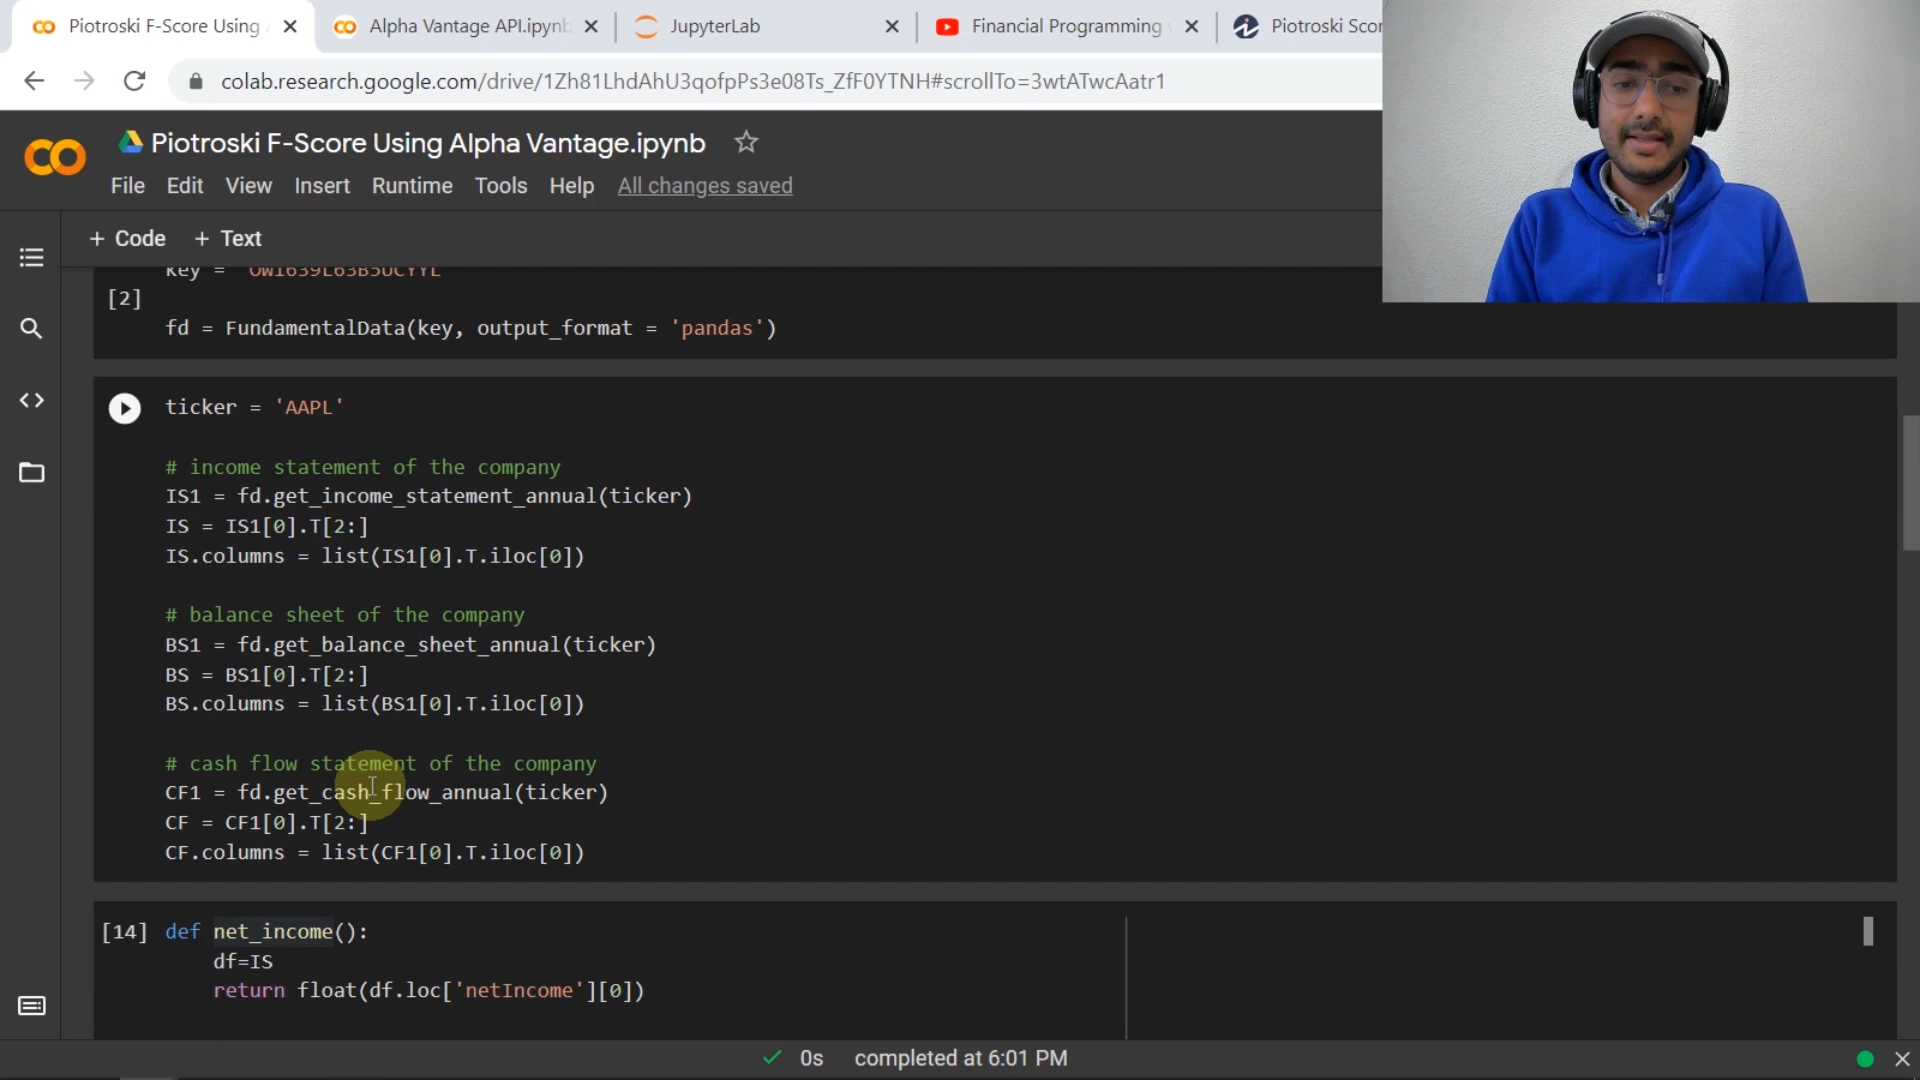 Piotroski F-Score Using
Alpha Vantage API.ipynb
JupyterLab
Financial Programming
Piotroski Scor
colab.research.google.com/drive/1Zh81LhdAhU3qofpPs3e08Ts_ZfF0YTNH#scrollTo=3wtATwcAatr1
CO
Piotroski F-Score Using Alpha Vantage.ipynb
File Edit View Insert Runtime Tools Help All changes saved
+ Code + Text
key =
[2]
fd = FundamentalData(key, output_format = 'pandas')
ticker = 'AAPL'
# income statement of the company
IS1 = fd.get_income_statement_annual(ticker)
IS = IS1[0].T[2:]
IS.columns = list(IS1[0].T.iloc[0])
# balance sheet of the company
BS1 = fd.get_balance_sheet_annual(ticker)
BS = BS1[0].T[2:]
BS.columns = list(BS1[0].T.iloc[0])
# cash flow statement of the company
CF1 = fd.get_cash_flow_annual(ticker)
CF = CF1[0].T[2:]
CF.columns = list(CF1[0].T.iloc[0])
[14] def net_income():
df=IS
return float(df.loc['netIncome'][0])
0s completed at 6:01 PM